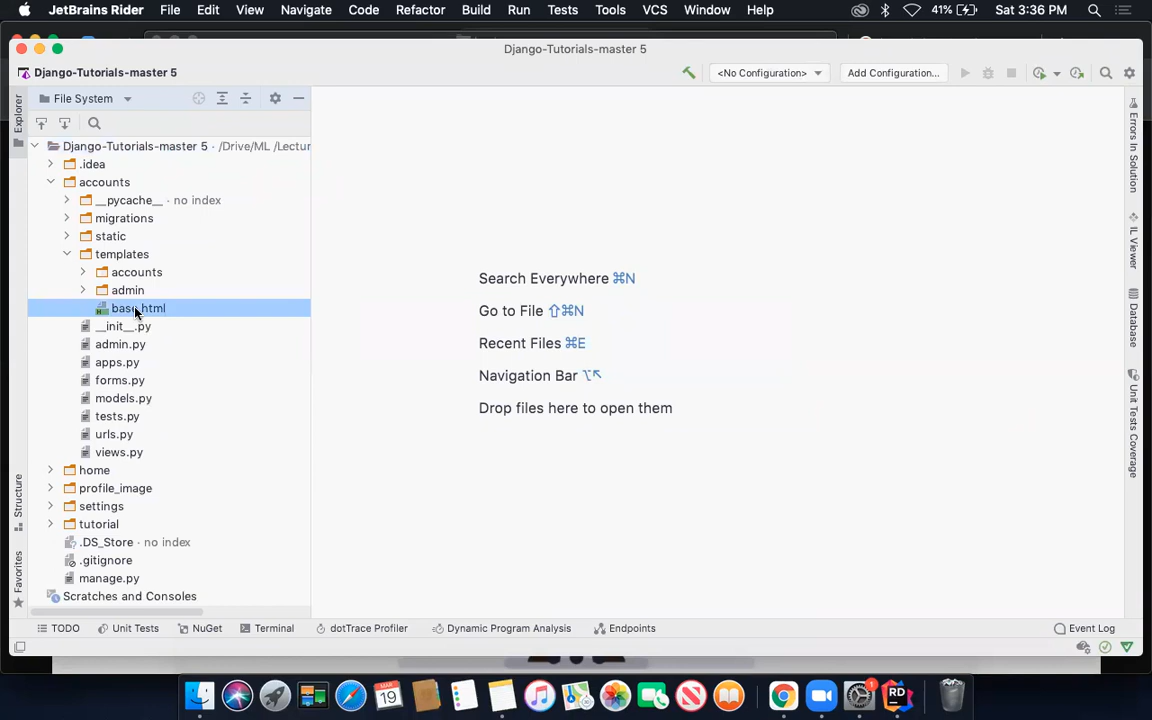 JetBrains Rider File Edit View Navigate Code Refactor Build Run Tests Tools VCS Window Help 41% Sat 3:36 PM
Django-Tutorials-master 5
Django-Tutorials-master 5 <No Configuration> Add Configuration...
Explorer
File System
Django-Tutorials-master 5 · /Drive/ML /Lectur
.idea
accounts
__pycache__ · no index
migrations
static
templates
accounts
admin
base.html
__init__.py
admin.py
apps.py
forms.py
models.py
tests.py
urls.py
views.py
home
profile_image
settings
tutorial
.DS_Store · no index
.gitignore
manage.py
Scratches and Consoles
Structure
Favorites
Search Everywhere ⌘N
Go to File ⇧⌘N
Recent Files ⌘E
Navigation Bar ⌥↖
Drop files here to open them
Errors In Solution
IL Viewer
Database
Unit Tests Coverage
TODO Unit Tests NuGet Terminal dotTrace Profiler Dynamic Program Analysis Endpoints Event Log
MAR
19
1
RD